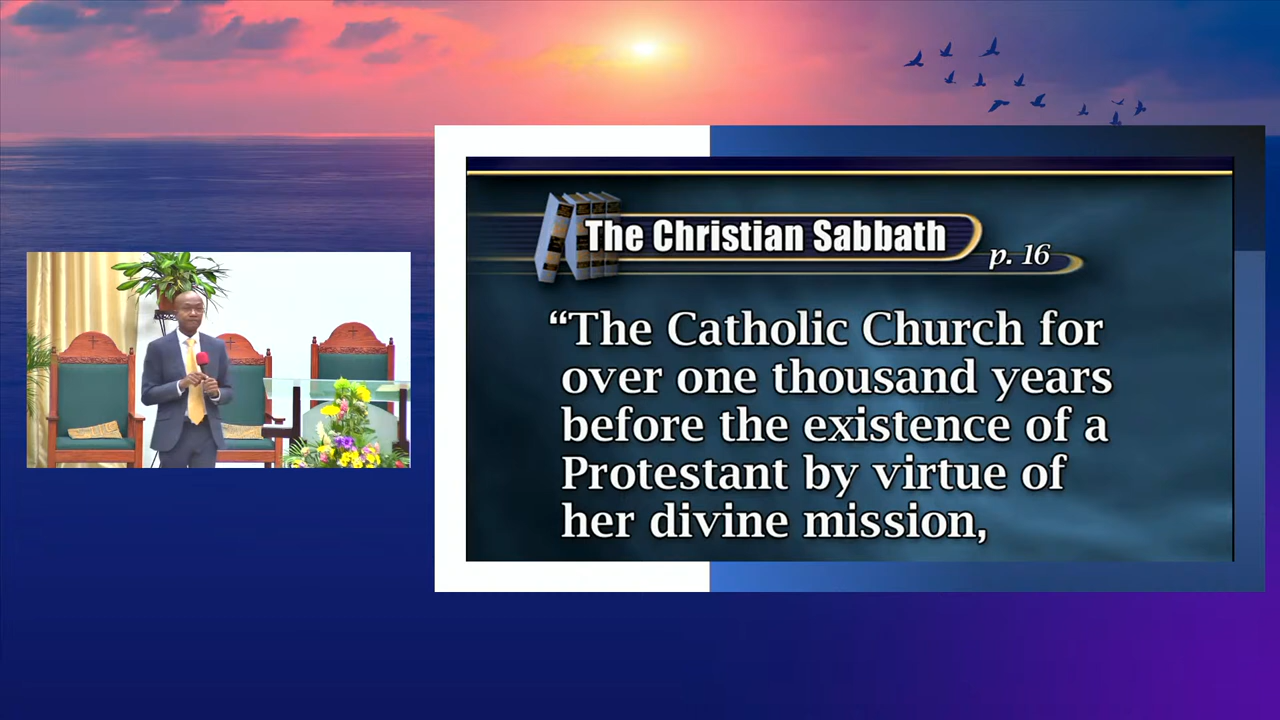 The Christian Sabbath
p. 16
“The Catholic Church for
over one thousand years
before the existence of a
Protestant by virtue of
her divine mission,